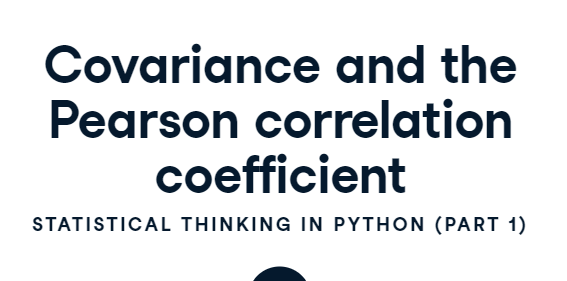 Covariance and the
Pearson correlation
coefficient
STATISTICAL THINKING IN PYTHON (PART 1)